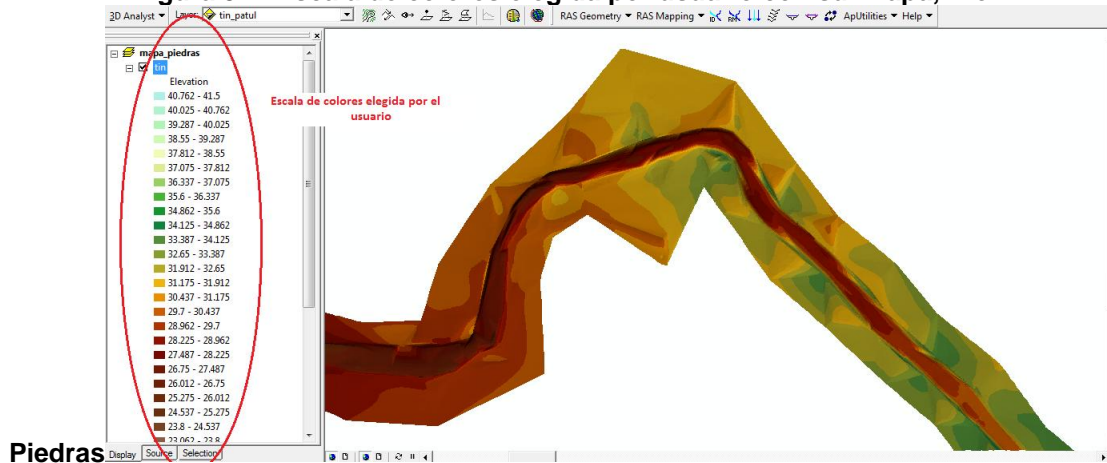 3D Analyst Layer: tin_patul RAS Geometry RAS Mapping ApUtilities Help
mapa_piedras
tin
Elevation
40.762 - 41.5
40.025 - 40.762
39.287 - 40.025
38.55 - 39.287
37.812 - 38.55
37.075 - 37.812
36.337 - 37.075
35.6 - 36.337
34.862 - 35.6
34.125 - 34.862
33.387 - 34.125
32.65 - 33.387
31.912 - 32.65
31.175 - 31.912
30.437 - 31.175
29.7 - 30.437
28.962 - 29.7
28.225 - 28.962
27.487 - 28.225
26.75 - 27.487
26.012 - 26.75
25.275 - 26.012
24.537 - 25.275
23.8 - 24.537
23.062 - 23.8
Escala de colores elegida por el
usuario
Piedras
Display Source Selection